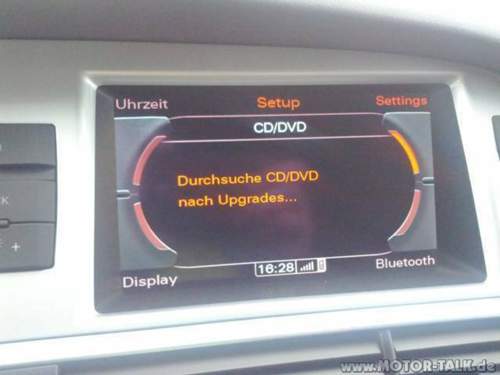 Uhrzeit
Setup
Settings
CD/DVD
Durchsuche CD/DVD
nach Upgrades...
16:28
Display
Bluetooth
www.MOTOR-TALK.de